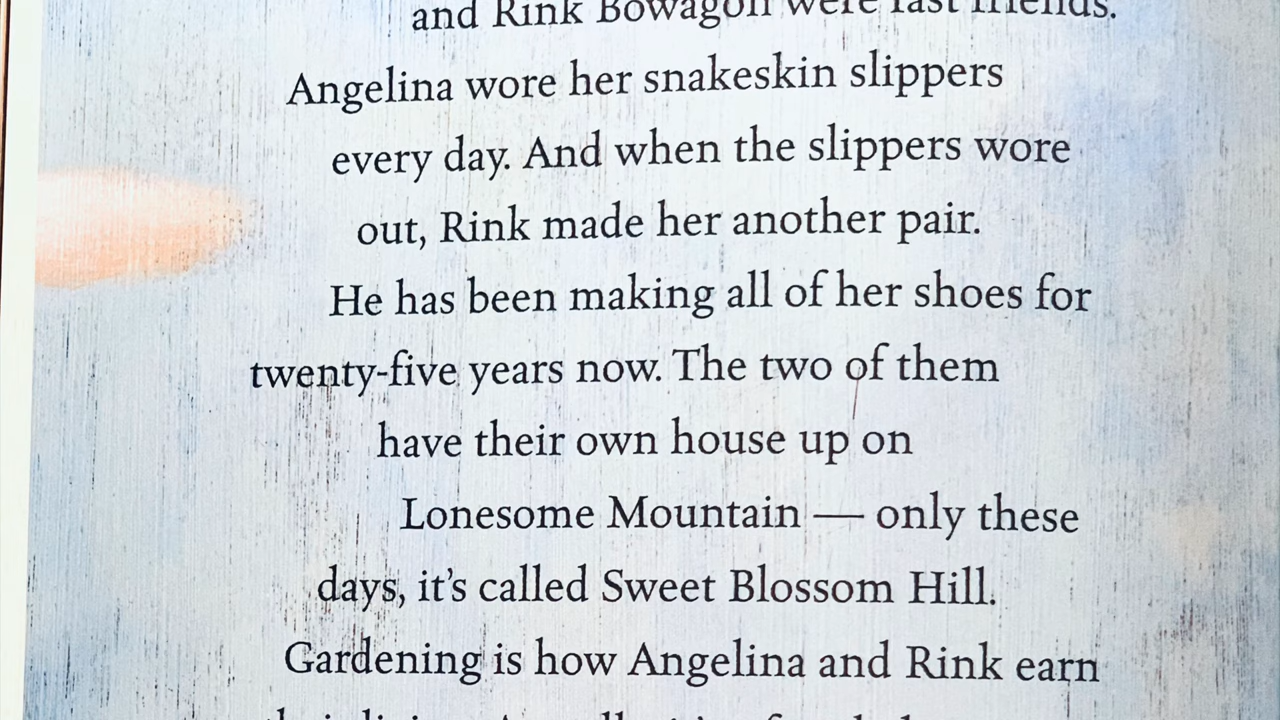 and Rink Bowagon were fast friends.
Angelina wore her snakeskin slippers
every day. And when the slippers wore
out, Rink made her another pair.
He has been making all of her shoes for
twenty-five years now. The two of them
have their own house up on
Lonesome Mountain — only these
days, it's called Sweet Blossom Hill.
Gardening is how Angelina and Rink earn